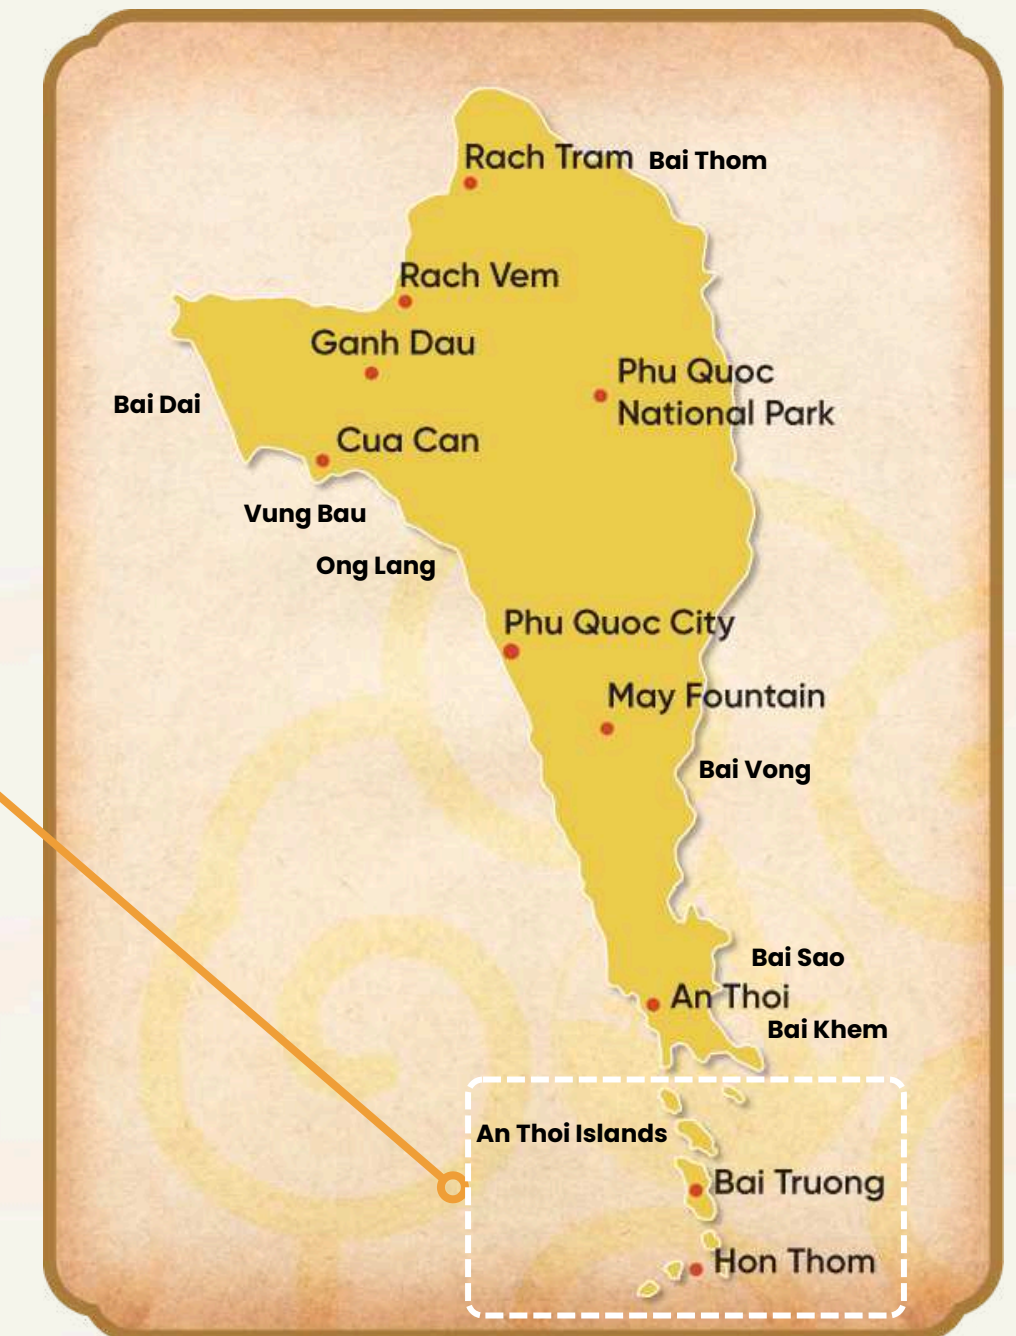 Rach Tram
Bai Thom
Rach Vem
Ganh Dau
Phu Quoc
National Park
Bai Dai
Cua Can
Vung Bau
Ong Lang
Phu Quoc City
May Fountain
Bai Vong
Bai Sao
An Thoi
Bai Khem
An Thoi Islands
Bai Truong
Hon Thom